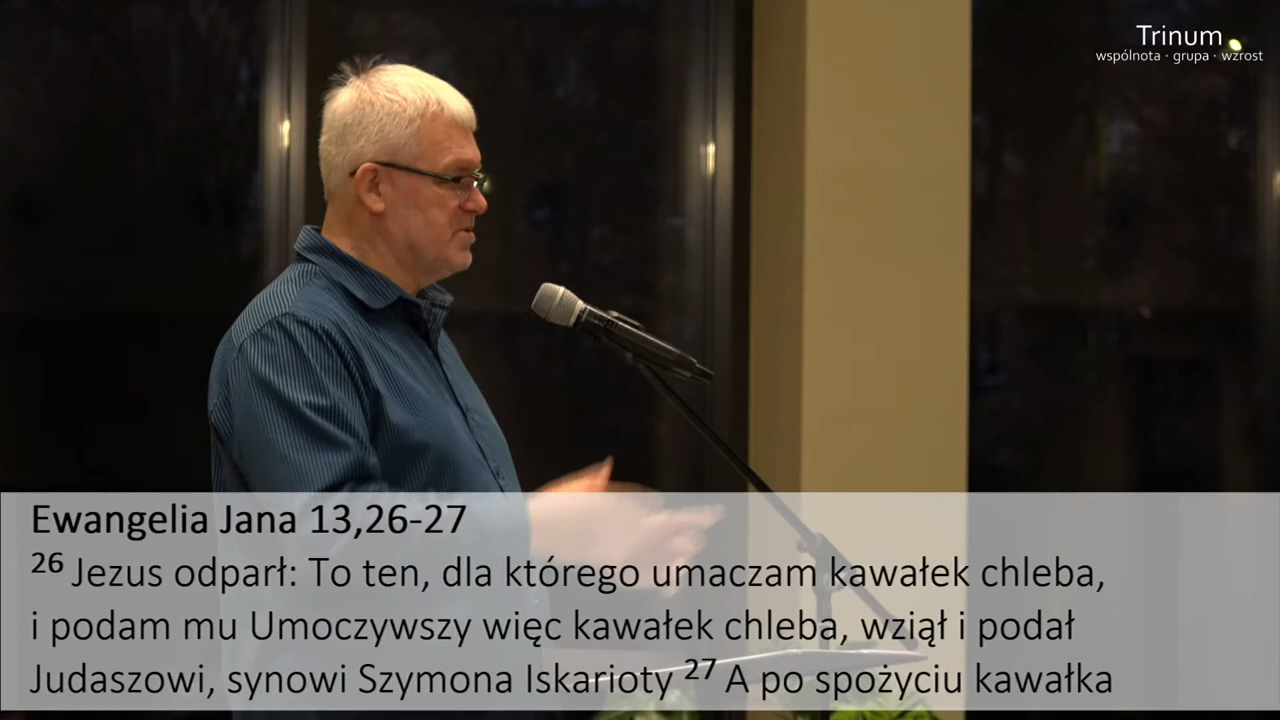 Trinum
wspólnota · grupa · wzrost
Ewangelia Jana 13,26-27
26 Jezus odparł: To ten, dla którego umaczam kawałek chleba,
i podam mu Umoczywszy więc kawałek chleba, wziął i podał
Judaszowi, synowi Szymona Iskarioty 27 A po spożyciu kawałka